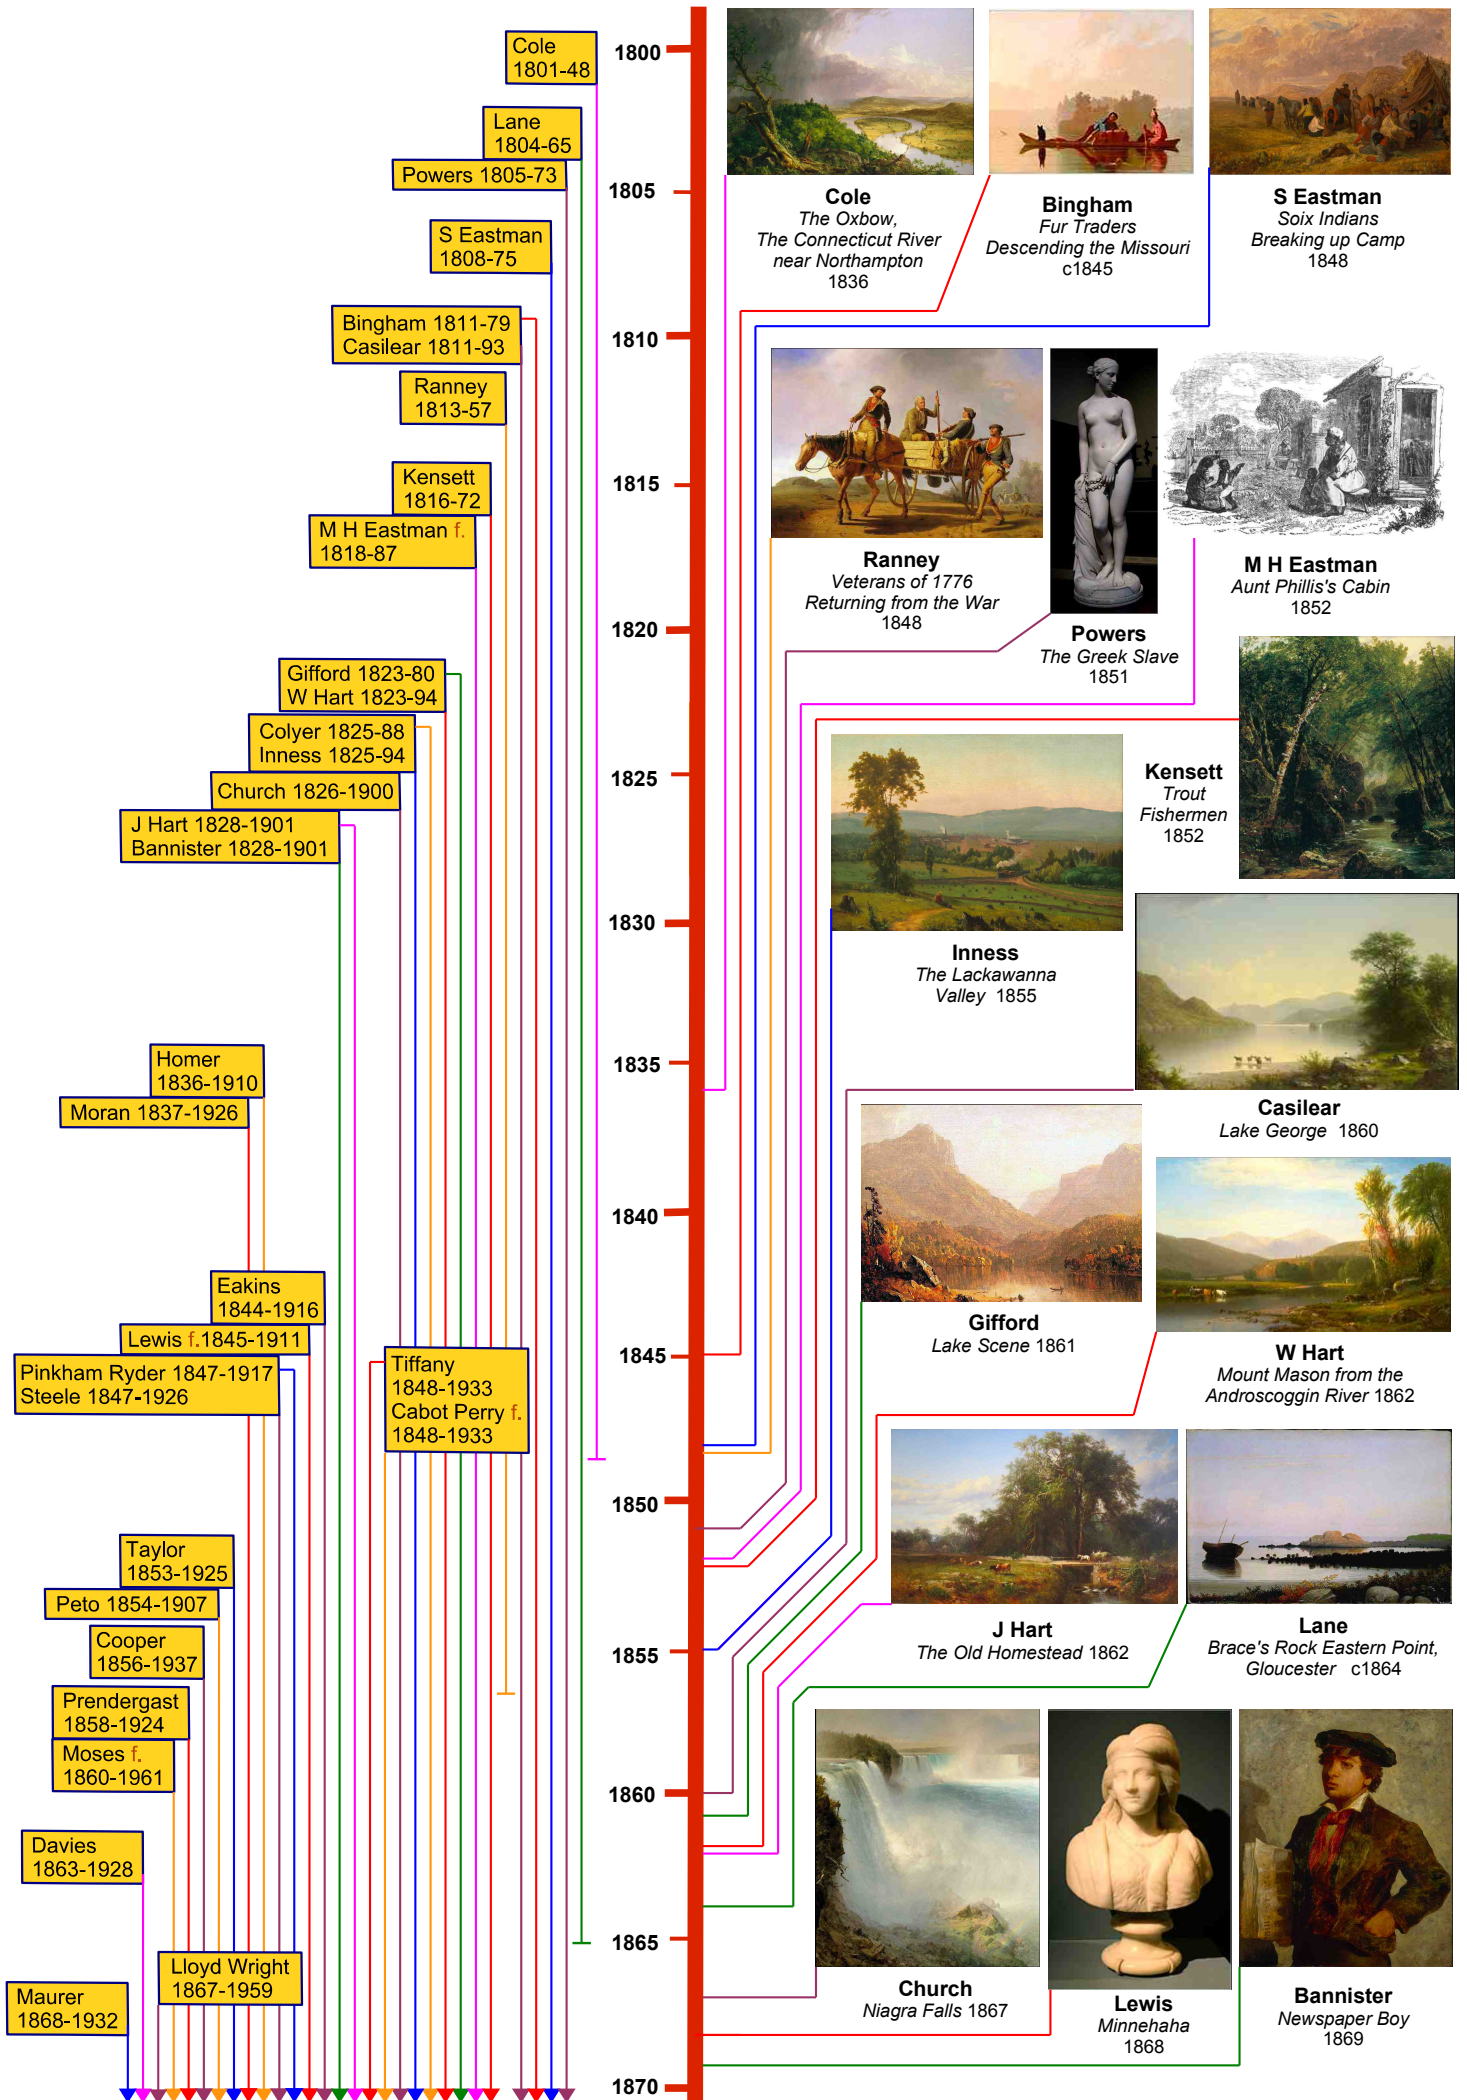 Cole
1801-48
Lane
1804-65
Powers 1805-73
S Eastman
1808-75
Bingham 1811-79
Casilear 1811-93
Ranney
1813-57
Kensett
1816-72
M H Eastman f.
1818-87
Gifford 1823-80
W Hart 1823-94
Colyer 1825-88
Inness 1825-94
Church 1826-1900
J Hart 1828-1901
Bannister 1828-1901
Homer
1836-1910
Moran 1837-1926
Eakins
1844-1916
Lewis f.1845-1911
Pinkham Ryder 1847-1917
Steele 1847-1926
Tiffany
1848-1933
Cabot Perry f.
1848-1933
Taylor
1853-1925
Peto 1854-1907
Cooper
1856-1937
Prendergast
1858-1924
Moses f.
1860-1961
Davies
1863-1928
Lloyd Wright
1867-1959
Maurer
1868-1932
1800
1805
1810
1815
1820
1825
1830
1835
1840
1845
1850
1855
1860
1865
1870
Cole
The Oxbow,
The Connecticut River
near Northampton
1836
Bingham
Fur Traders
Descending the Missouri
c1845
S Eastman
Soix Indians
Breaking up Camp
1848
Ranney
Veterans of 1776
Returning from the War
1848
Powers
The Greek Slave
1851
M H Eastman
Aunt Phillis's Cabin
1852
Kensett
Trout
Fishermen
1852
Inness
The Lackawanna
Valley 1855
Casilear
Lake George 1860
Gifford
Lake Scene 1861
W Hart
Mount Mason from the
Androscoggin River 1862
J Hart
The Old Homestead 1862
Lane
Brace's Rock Eastern Point,
Gloucester c1864
Church
Niagra Falls 1867
Lewis
Minnehaha
1868
Bannister
Newspaper Boy
1869